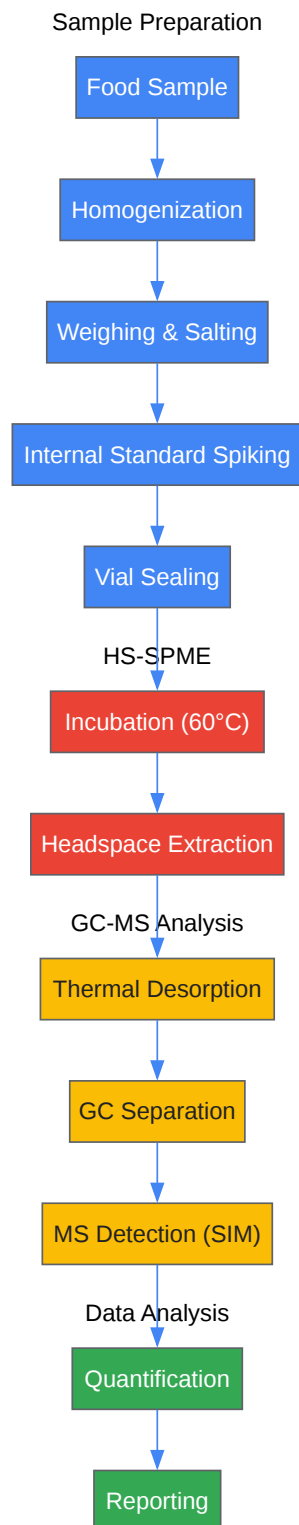 Sample Preparation
Food Sample
Homogenization
Weighing & Salting
Internal Standard Spiking
Vial Sealing
HS-SPME
Incubation (60°C)
Headspace Extraction
GC-MS Analysis
Thermal Desorption
GC Separation
MS Detection (SIM)
Data Analysis
Quantification
Reporting